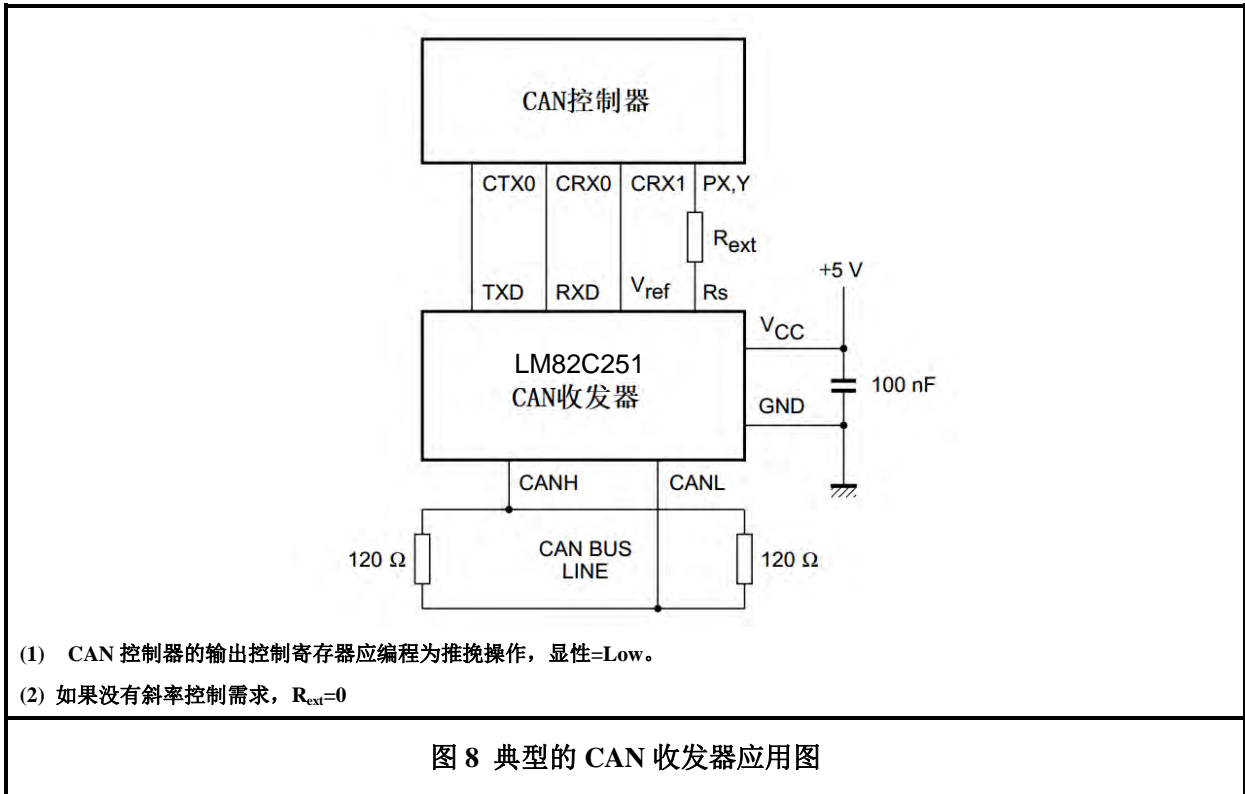 CAN控制器
CTX0 CRX0 CRX1 PX,Y
Rext
+5 V
TXD RXD Vref Rs
VCC
LM82C251
CAN收发器
100 nF
GND
CANH CANL
120 Ω
CAN BUS
LINE
120 Ω
(1) CAN 控制器的输出控制寄存器应编程为推挽操作，显性=Low。
(2) 如果没有斜率控制需求，Rext=0
图 8 典型的 CAN 收发器应用图